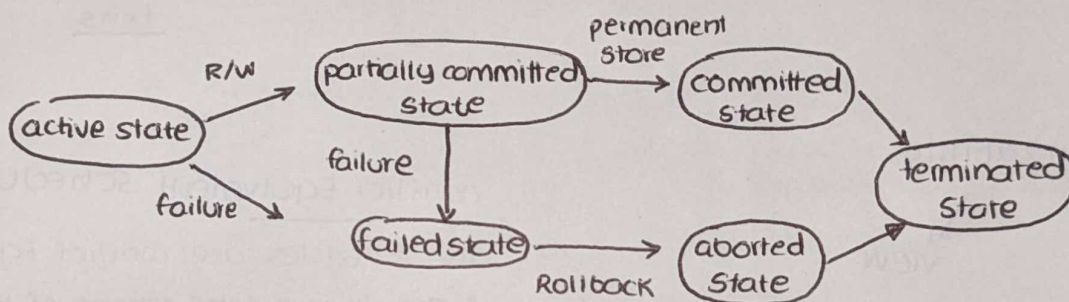 permanent
store
R/W
partially committed
state
committed
state
active state
failure
failure
terminated
State
failed state
aborted
State
Rollback